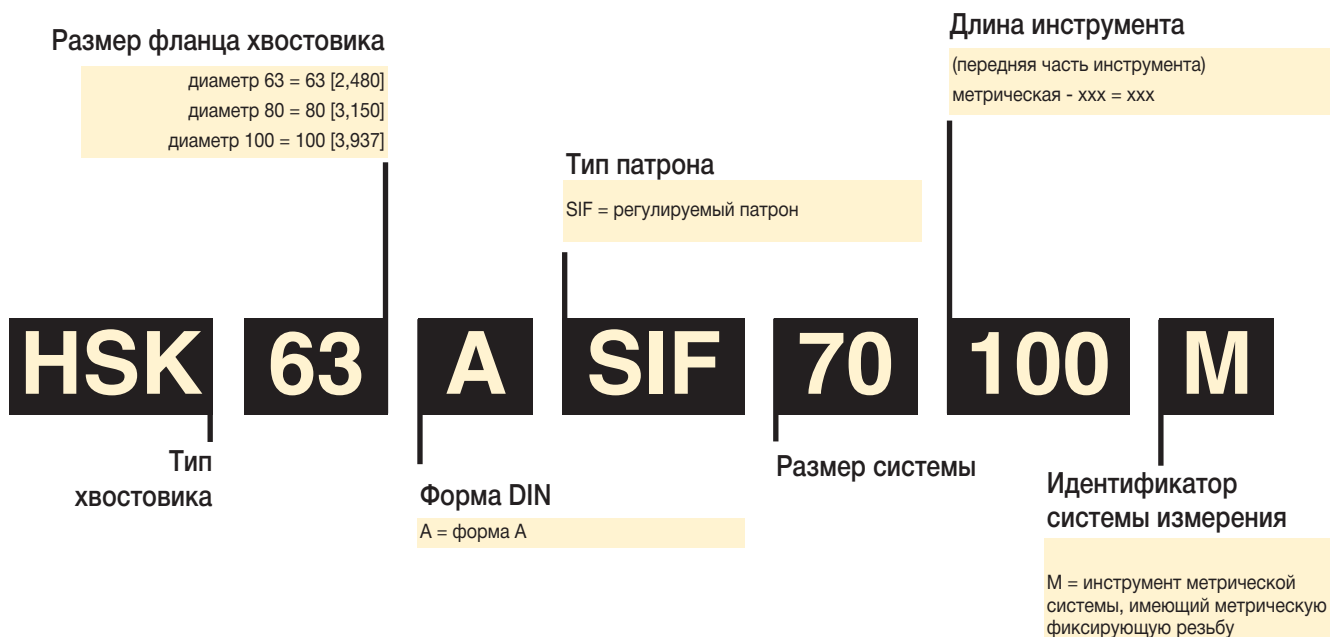 Размер фланца хвостовика
диаметр 63 = 63 [2,480]
диаметр 80 = 80 [3,150]
диаметр 100 = 100 [3,937]
Длина инструмента
(передняя часть инструмента)
метрическая - xxx = xxx
Тип патрона
SIF = регулируемый патрон
HSK 63 A SIF 70 100 M
Тип
хвостовика
Форма DIN
A = форма A
Размер системы
Идентификатор
системы измерения
M = инструмент метрической
системы, имеющий метрическую
фиксирующую резьбу